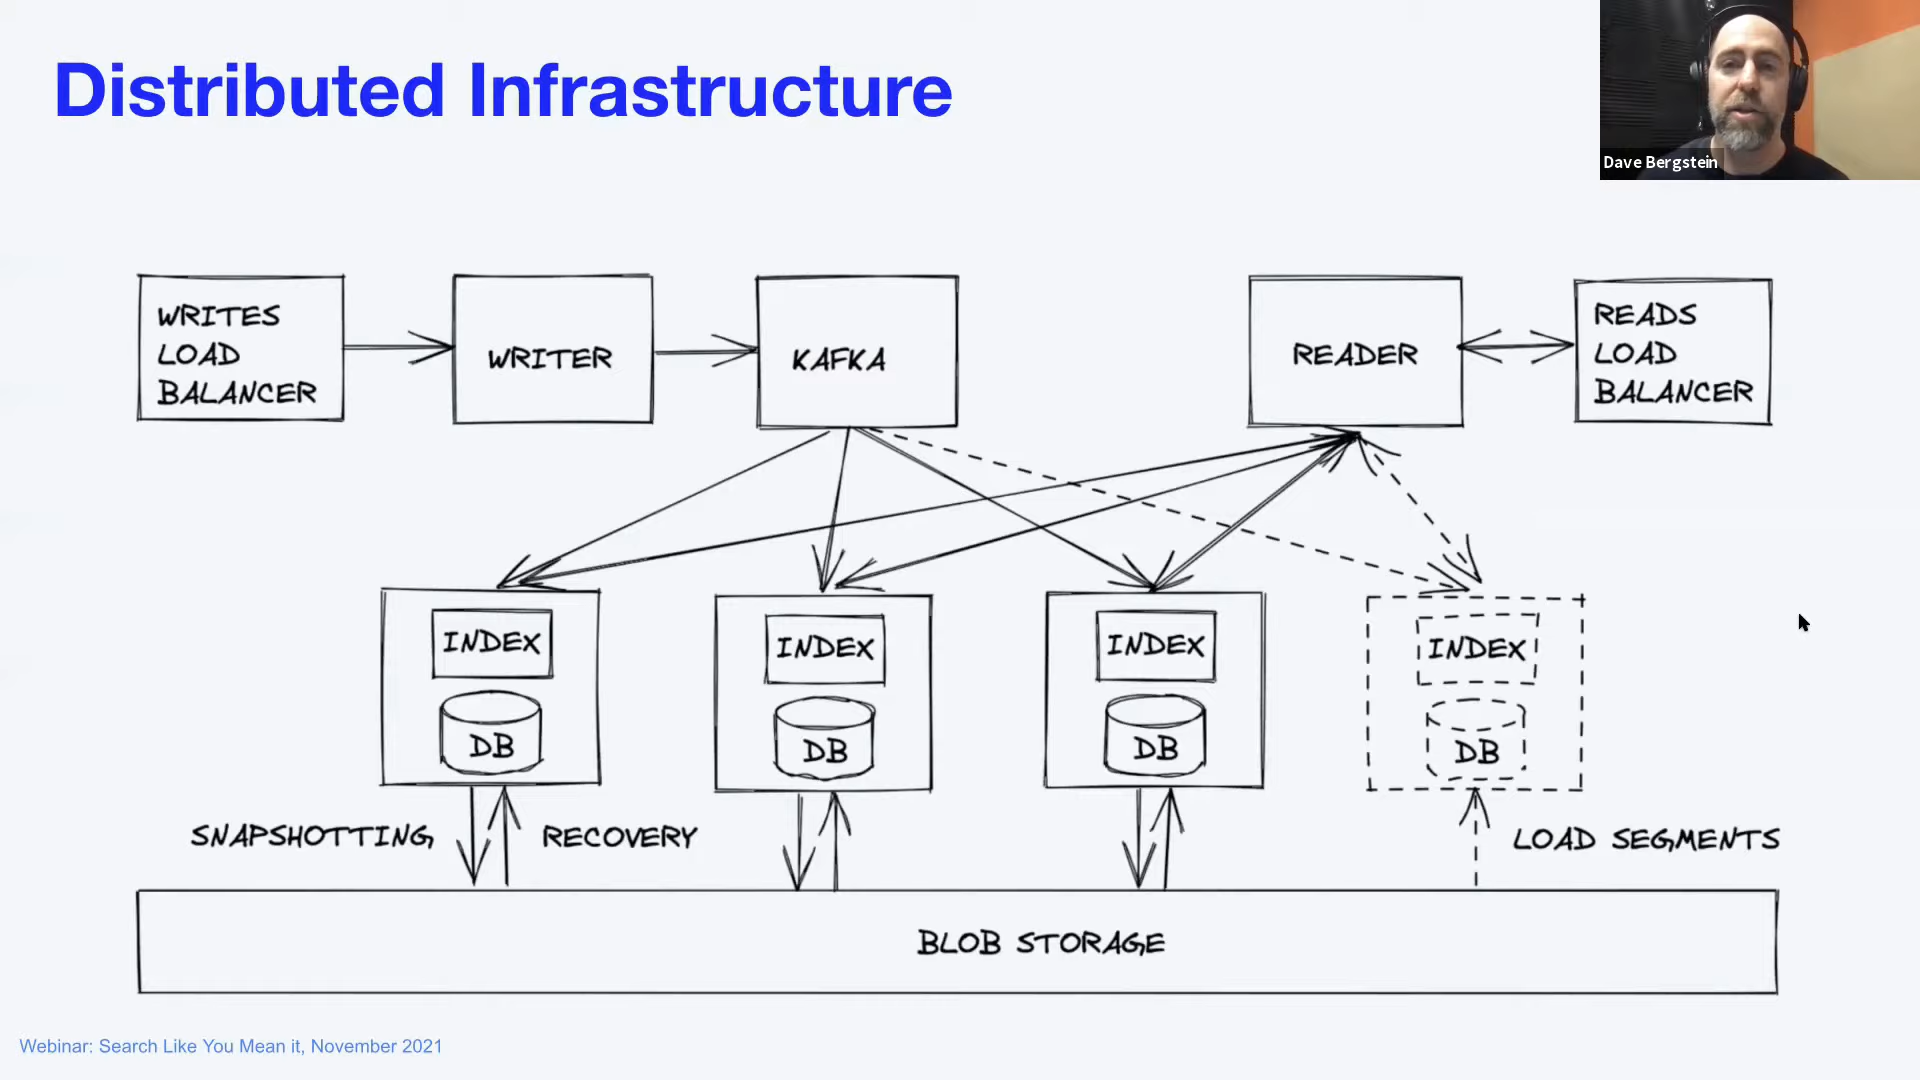 Distributed Infrastructure
Dave Bergstein
WRITES
LOAD
BALANCER
WRITER
KAFKA
READER
READS
LOAD
BALANCER
INDEX
DB
INDEX
DB
INDEX
DB
INDEX
DB
SNAPSHOTTING
RECOVERY
LOAD SEGMENTS
BLOB STORAGE
Webinar: Search Like You Mean it, November 2021